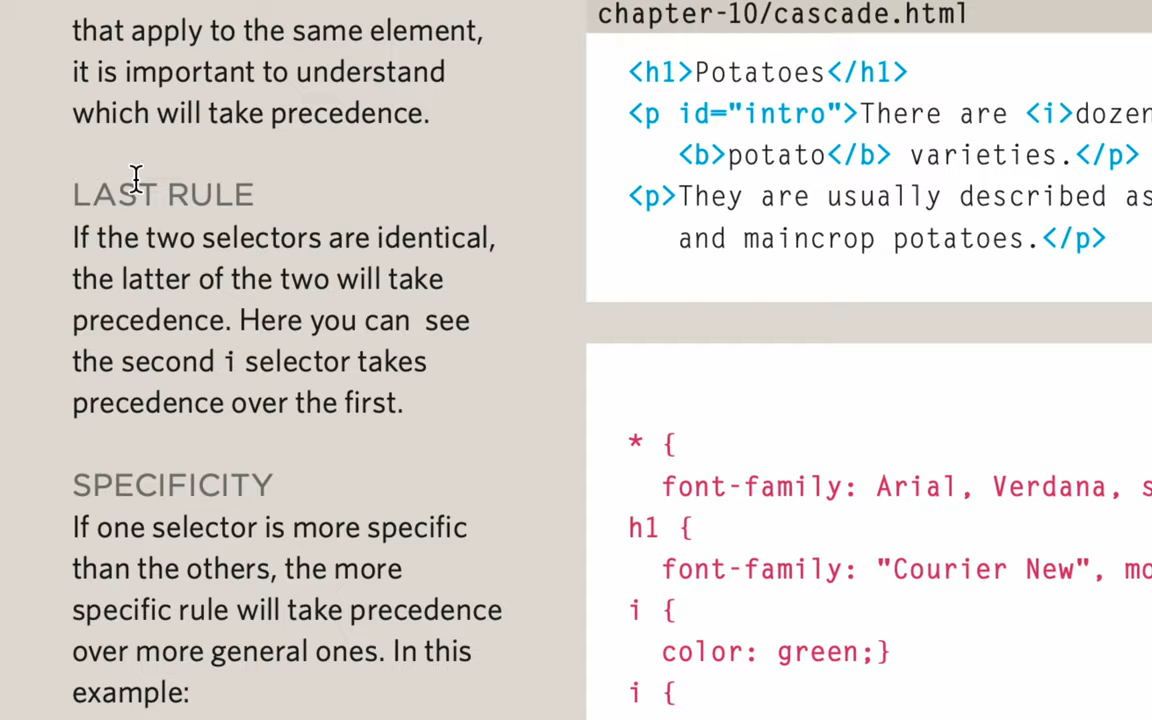 that apply to the same element,
it is important to understand
which will take precedence.
LAST RULE
If the two selectors are identical,
the latter of the two will take
precedence. Here you can see
the second i selector takes
precedence over the first.
SPECIFICITY
If one selector is more specific
than the others, the more
specific rule will take precedence
over more general ones. In this
example:
chapter-10/cascade.html
<h1>Potatoes</h1>
<p id="intro">There are <i>dozen
<b>potato</b> varieties.</p>
<p>They are usually described as
and maincrop potatoes.</p>
* {
font-family: Arial, Verdana, s
h1 {
font-family: "Courier New", mo
i {
color: green;}
i {